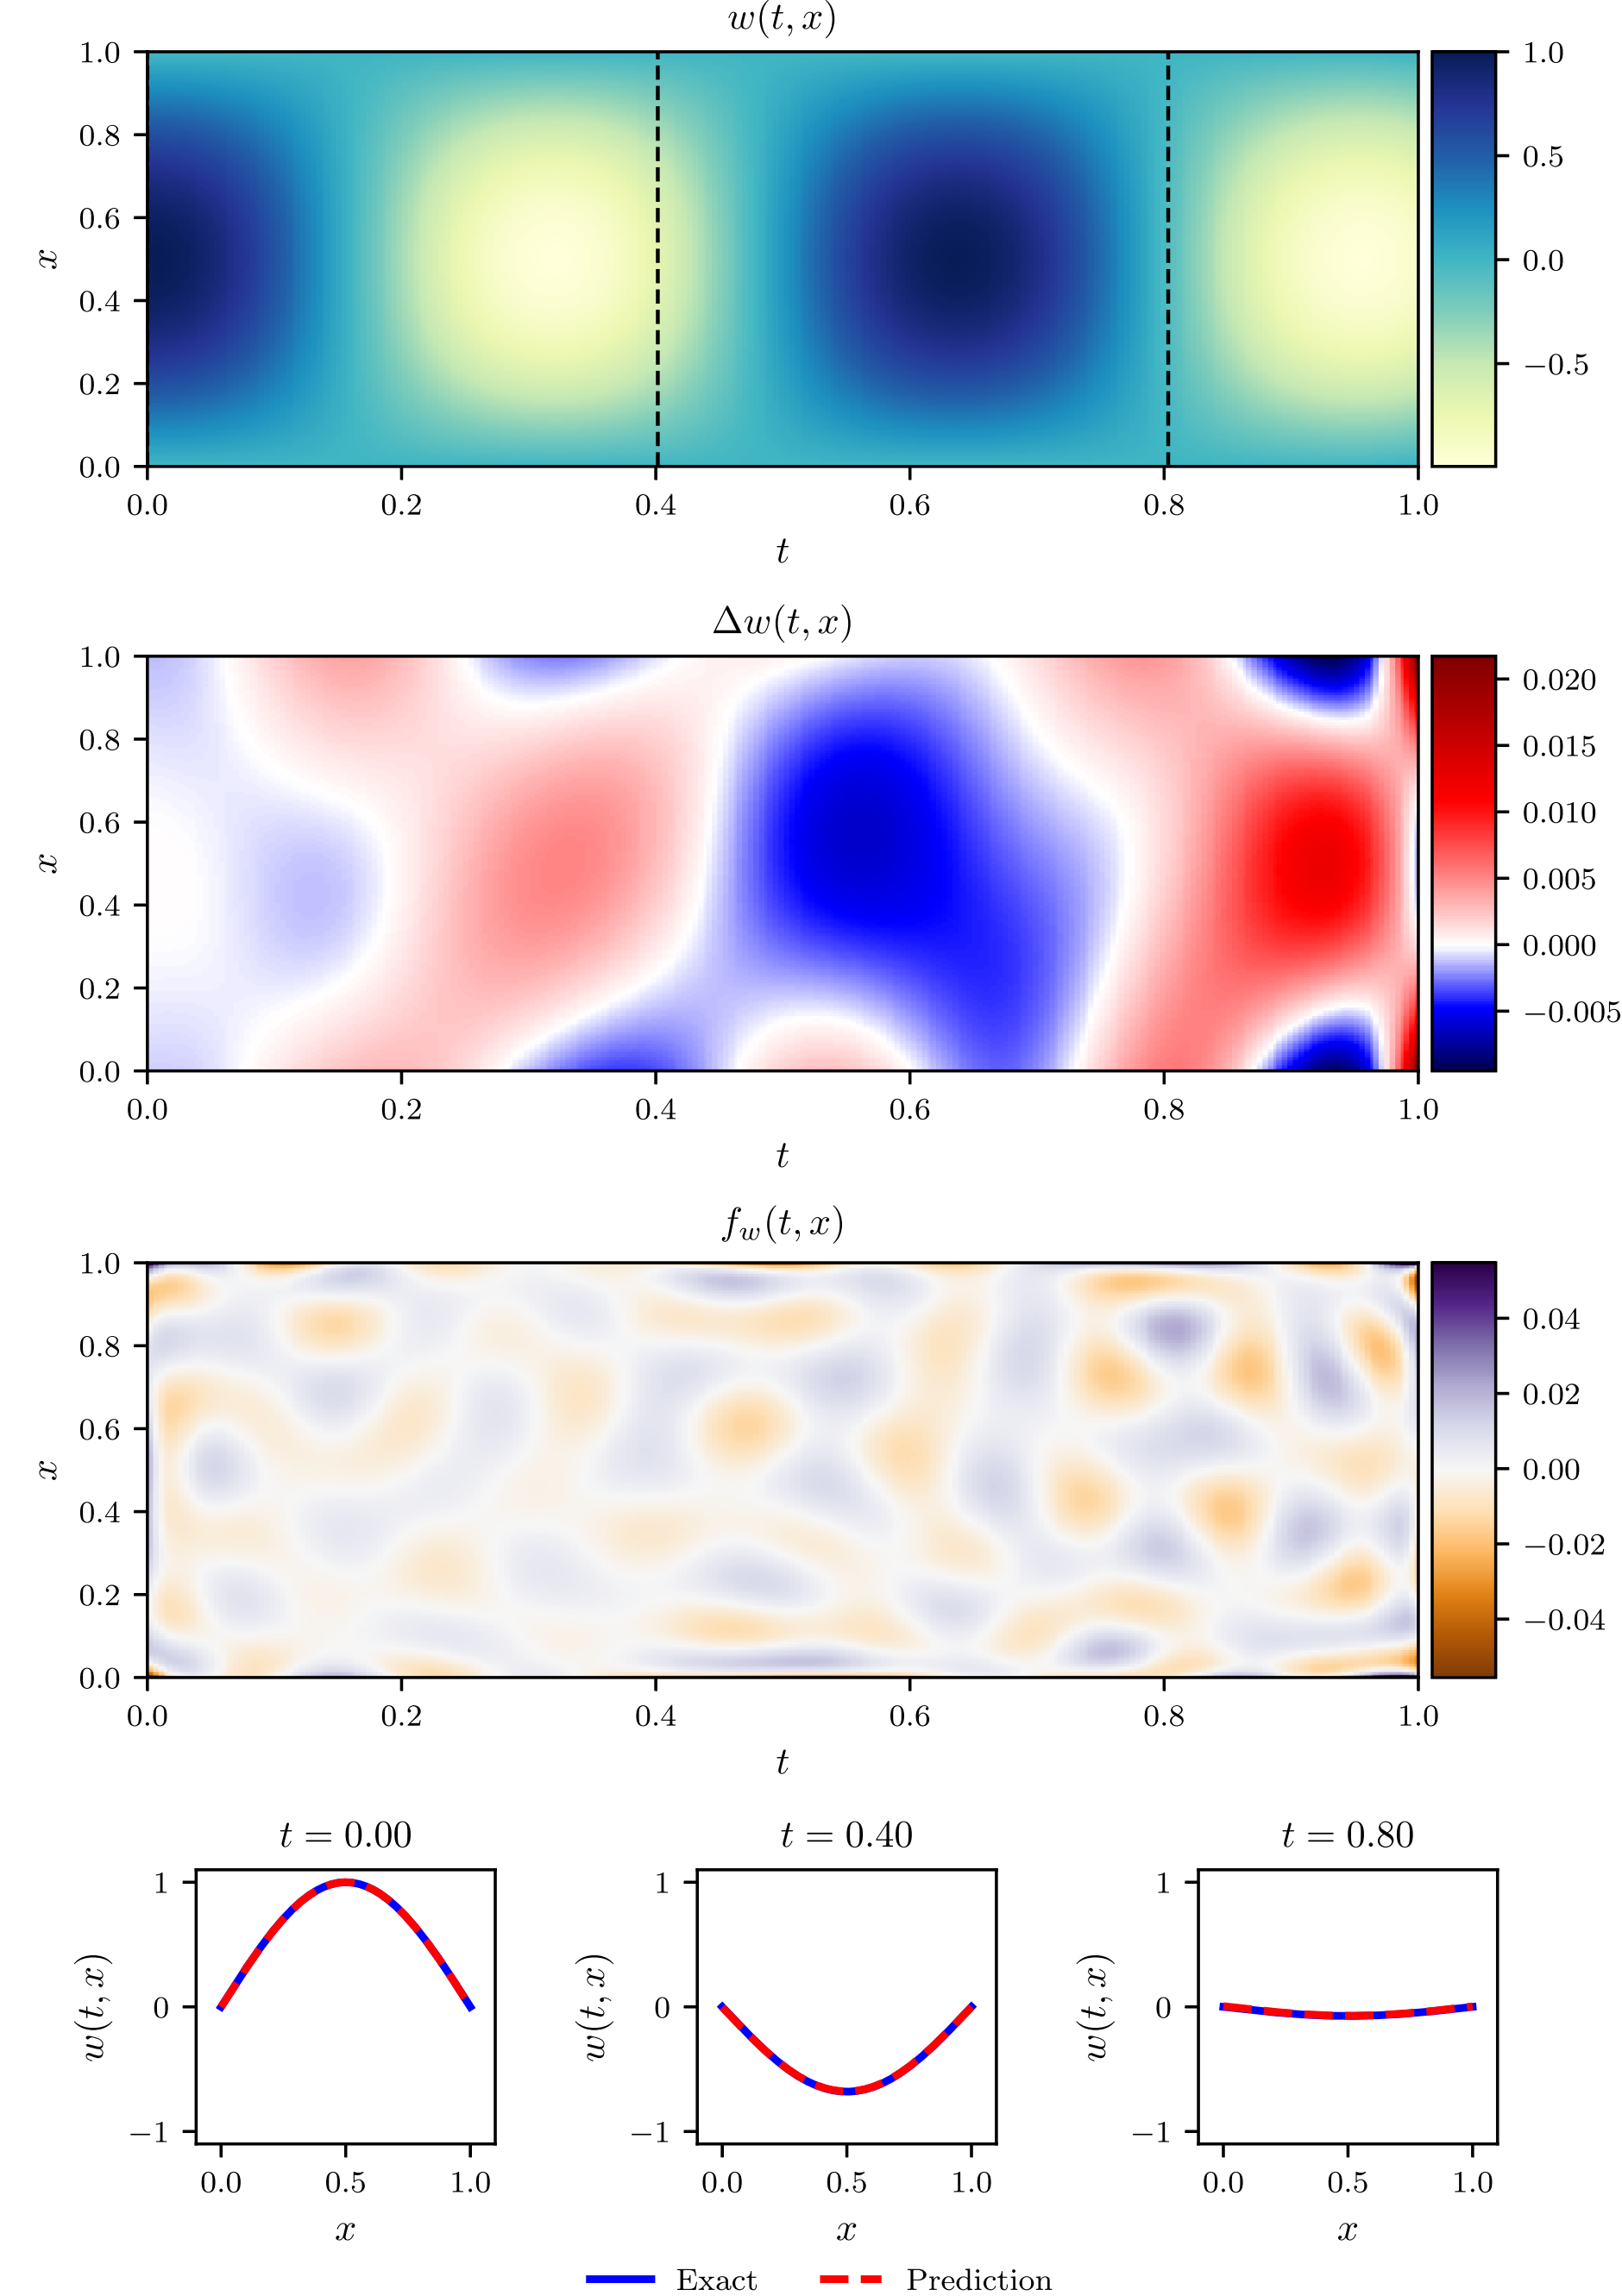 w(t, x)
1.0
0.8
0.6
0.4
0.2
0.0
x
0.0 0.2 0.4 0.6 0.8 1.0
t
1.0
0.5
0.0
−0.5
Δw(t, x)
1.0
0.8
0.6
0.4
0.2
0.0
x
0.0 0.2 0.4 0.6 0.8 1.0
t
0.020
0.015
0.010
0.005
0.000
−0.005
f_w(t, x)
1.0
0.8
0.6
0.4
0.2
0.0
x
0.0 0.2 0.4 0.6 0.8 1.0
t
0.04
0.02
0.00
−0.02
−0.04
t = 0.00
1
0
−1
w(t, x)
0.0 0.5 1.0
x
t = 0.40
1
0
−1
w(t, x)
0.0 0.5 1.0
x
t = 0.80
1
0
−1
w(t, x)
0.0 0.5 1.0
x
Exact Prediction